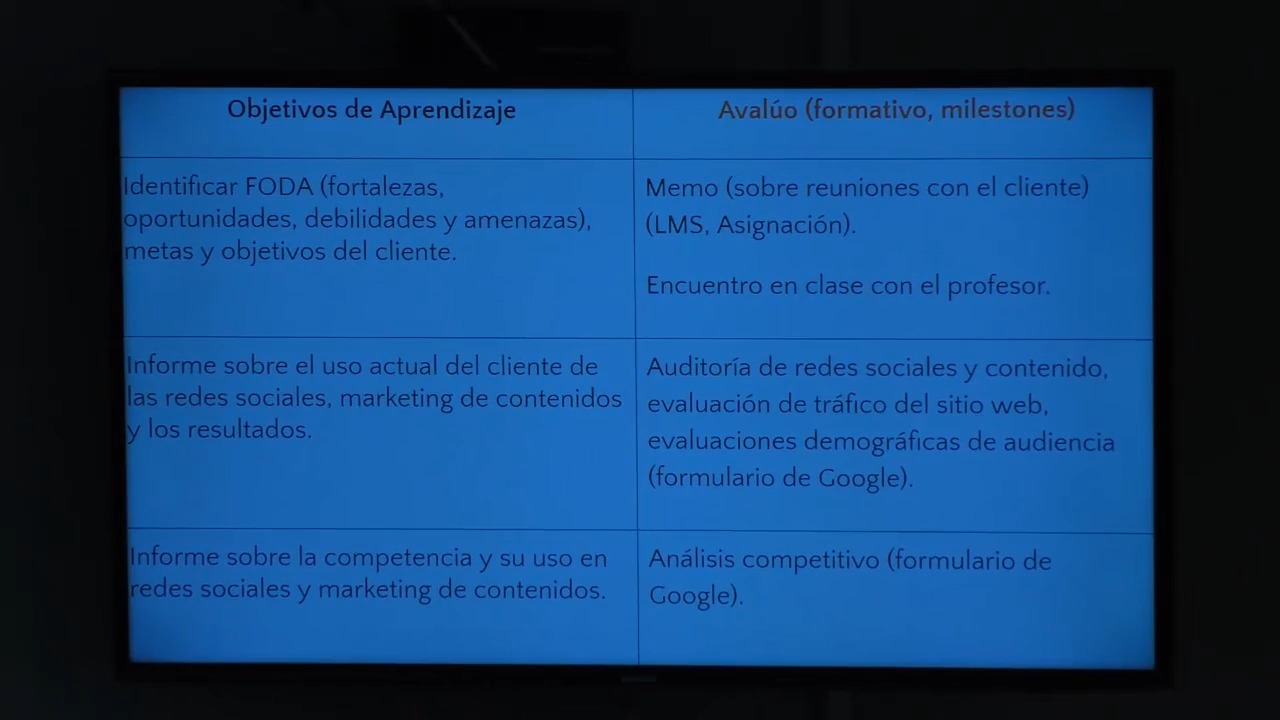 Objetivos de Aprendizaje
Avalúo (formativo, milestones)
Identificar FODA (fortalezas,
oportunidades, debilidades y amenazas),
metas y objetivos del cliente.
Memo (sobre reuniones con el cliente)
(LMS, Asignación).
Encuentro en clase con el profesor.
Informe sobre el uso actual del cliente de
las redes sociales, marketing de contenidos
y los resultados.
Auditoría de redes sociales y contenido,
evaluación de tráfico del sitio web,
evaluaciones demográficas de audiencia
(formulario de Google).
Informe sobre la competencia y su uso en
redes sociales y marketing de contenidos.
Análisis competitivo (formulario de
Google).